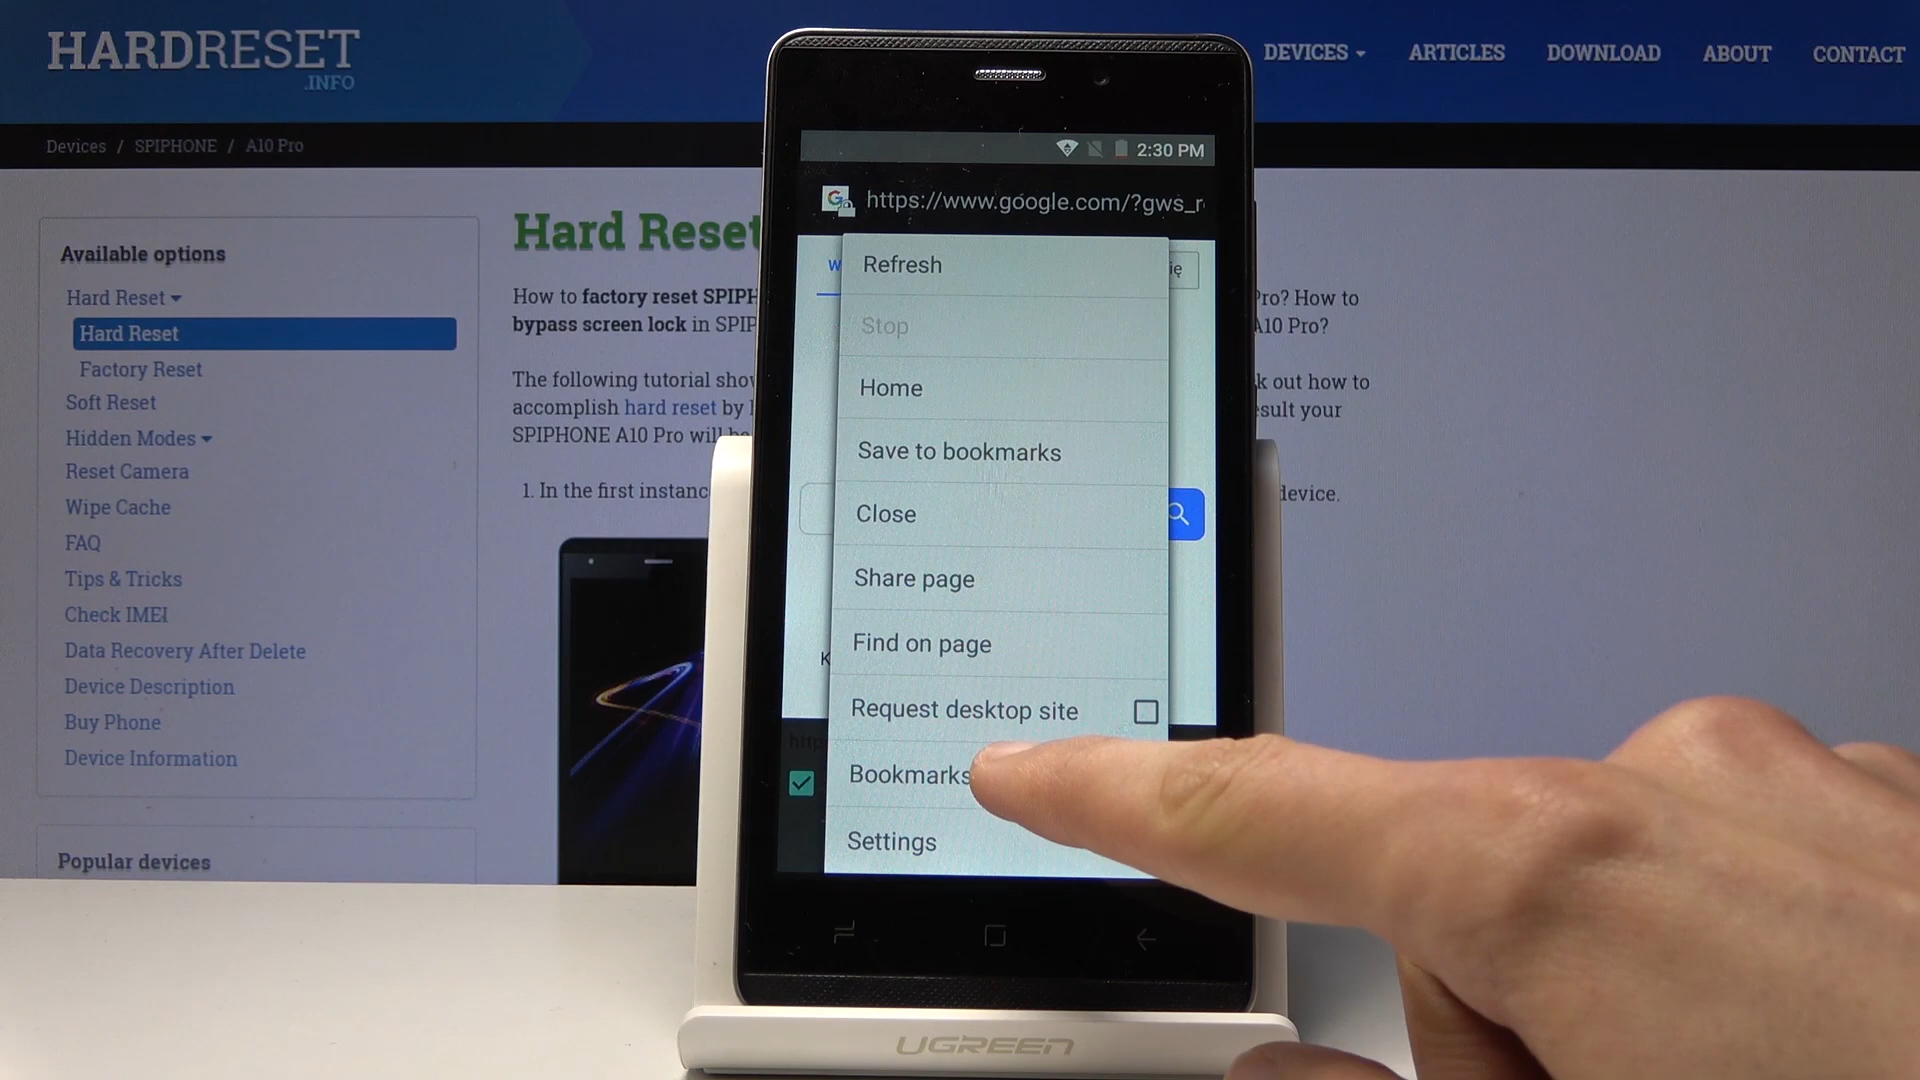 HARDRESET
.INFO
DEVICES
ARTICLES
DOWNLOAD
ABOUT
CONTACT
Devices / SPIPHONE / A10 Pro
Available options
Hard Reset
Hard Reset
Factory Reset
Soft Reset
Hidden Modes
Reset Camera
Wipe Cache
FAQ
Tips & Tricks
Check IMEI
Data Recovery After Delete
Device Description
Buy Phone
Device Information
Popular devices
Hard Reset
How to factory reset SPIPH
Pro? How to
bypass screen lock in SPIP
A10 Pro?
The following tutorial show
k out how to
accomplish hard reset by
esult your
SPIPHONE A10 Pro will be
1. In the first instanc
device.
2:30 PM
https://www.google.com/?gws_r
W
ię
Refresh
Stop
Home
Save to bookmarks
Close
Share page
Find on page
K
Request desktop site
http
Bookmarks
Settings
UGREEN